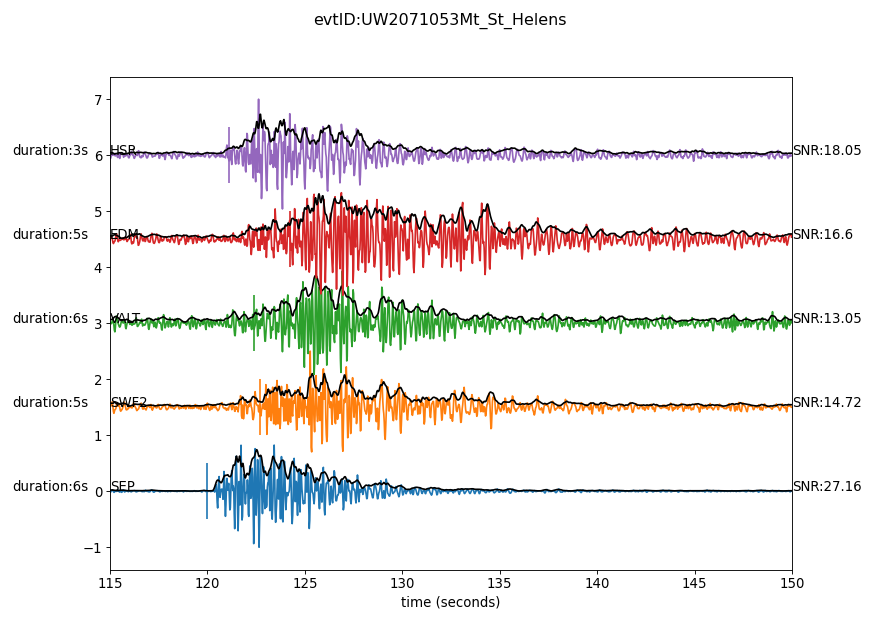 evtID:UW2071053Mt_St_Helens
7
duration:3s HSR SNR:18.05
6
5
duration:5s EDM SNR:16.6
4
duration:6s VALT SNR:13.05
3
2
duration:5s SWF2 SNR:14.72
1
duration:6s SEP SNR:27.16
0
−1
115 120 125 130 135 140 145 150
time (seconds)